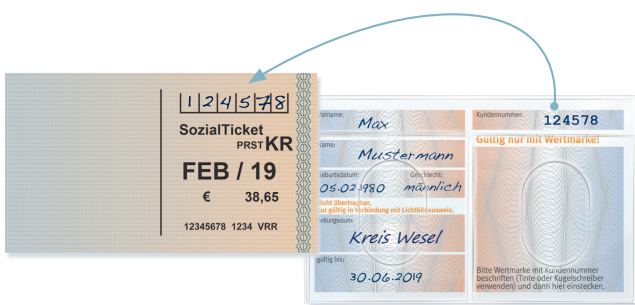 124578
SozialTicket
PRST KR
FEB / 19
€ 38,65
12345678 1234 VRR
orname:
Max
ame:
Mustermann
eburtsdatum: Geschlecht:
05.02.1980 männlich
licht übertragbar,
ur gültig in Verbindung mit Lichtbildausweis.
eltungsraum:
Kreis Wesel
gültig bis:
30.06.2019
Kundennummer:
124578
Gültig nur mit Wertmarke!
Bitte Wertmarke mit Kundennummer
beschriften (Tinte oder Kugelschreiber
verwenden) und dann hier einstecken.